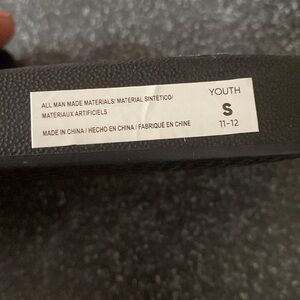 ALL MAN MADE MATERIALS/ MATERIAL SINTETICO/
MATERIAUX ARTIFICIELS
MADE IN CHINA / HECHO EN CHINA / FABRIQUE EN CHINE
YOUTH
S
11-12